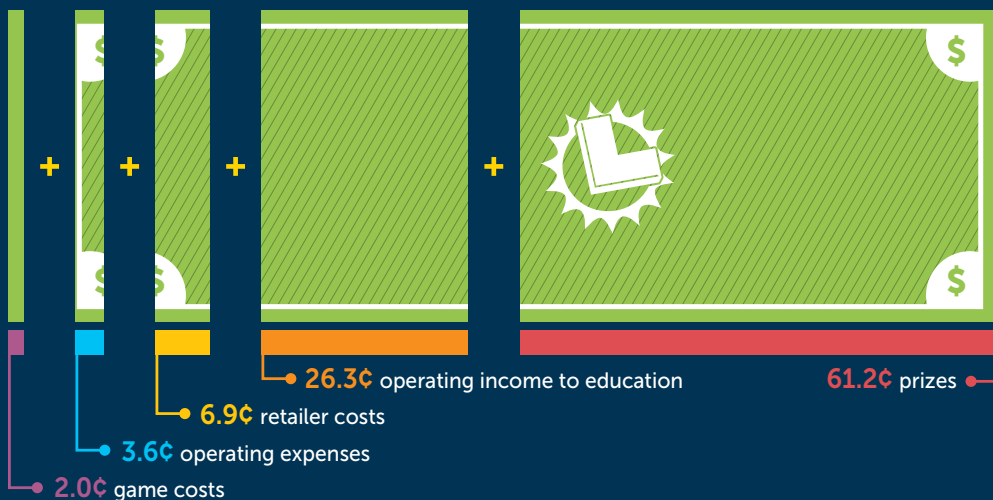 $ $ $
+ + + +
$ $ $
26.3¢ operating income to education
61.2¢ prizes
6.9¢ retailer costs
3.6¢ operating expenses
2.0¢ game costs